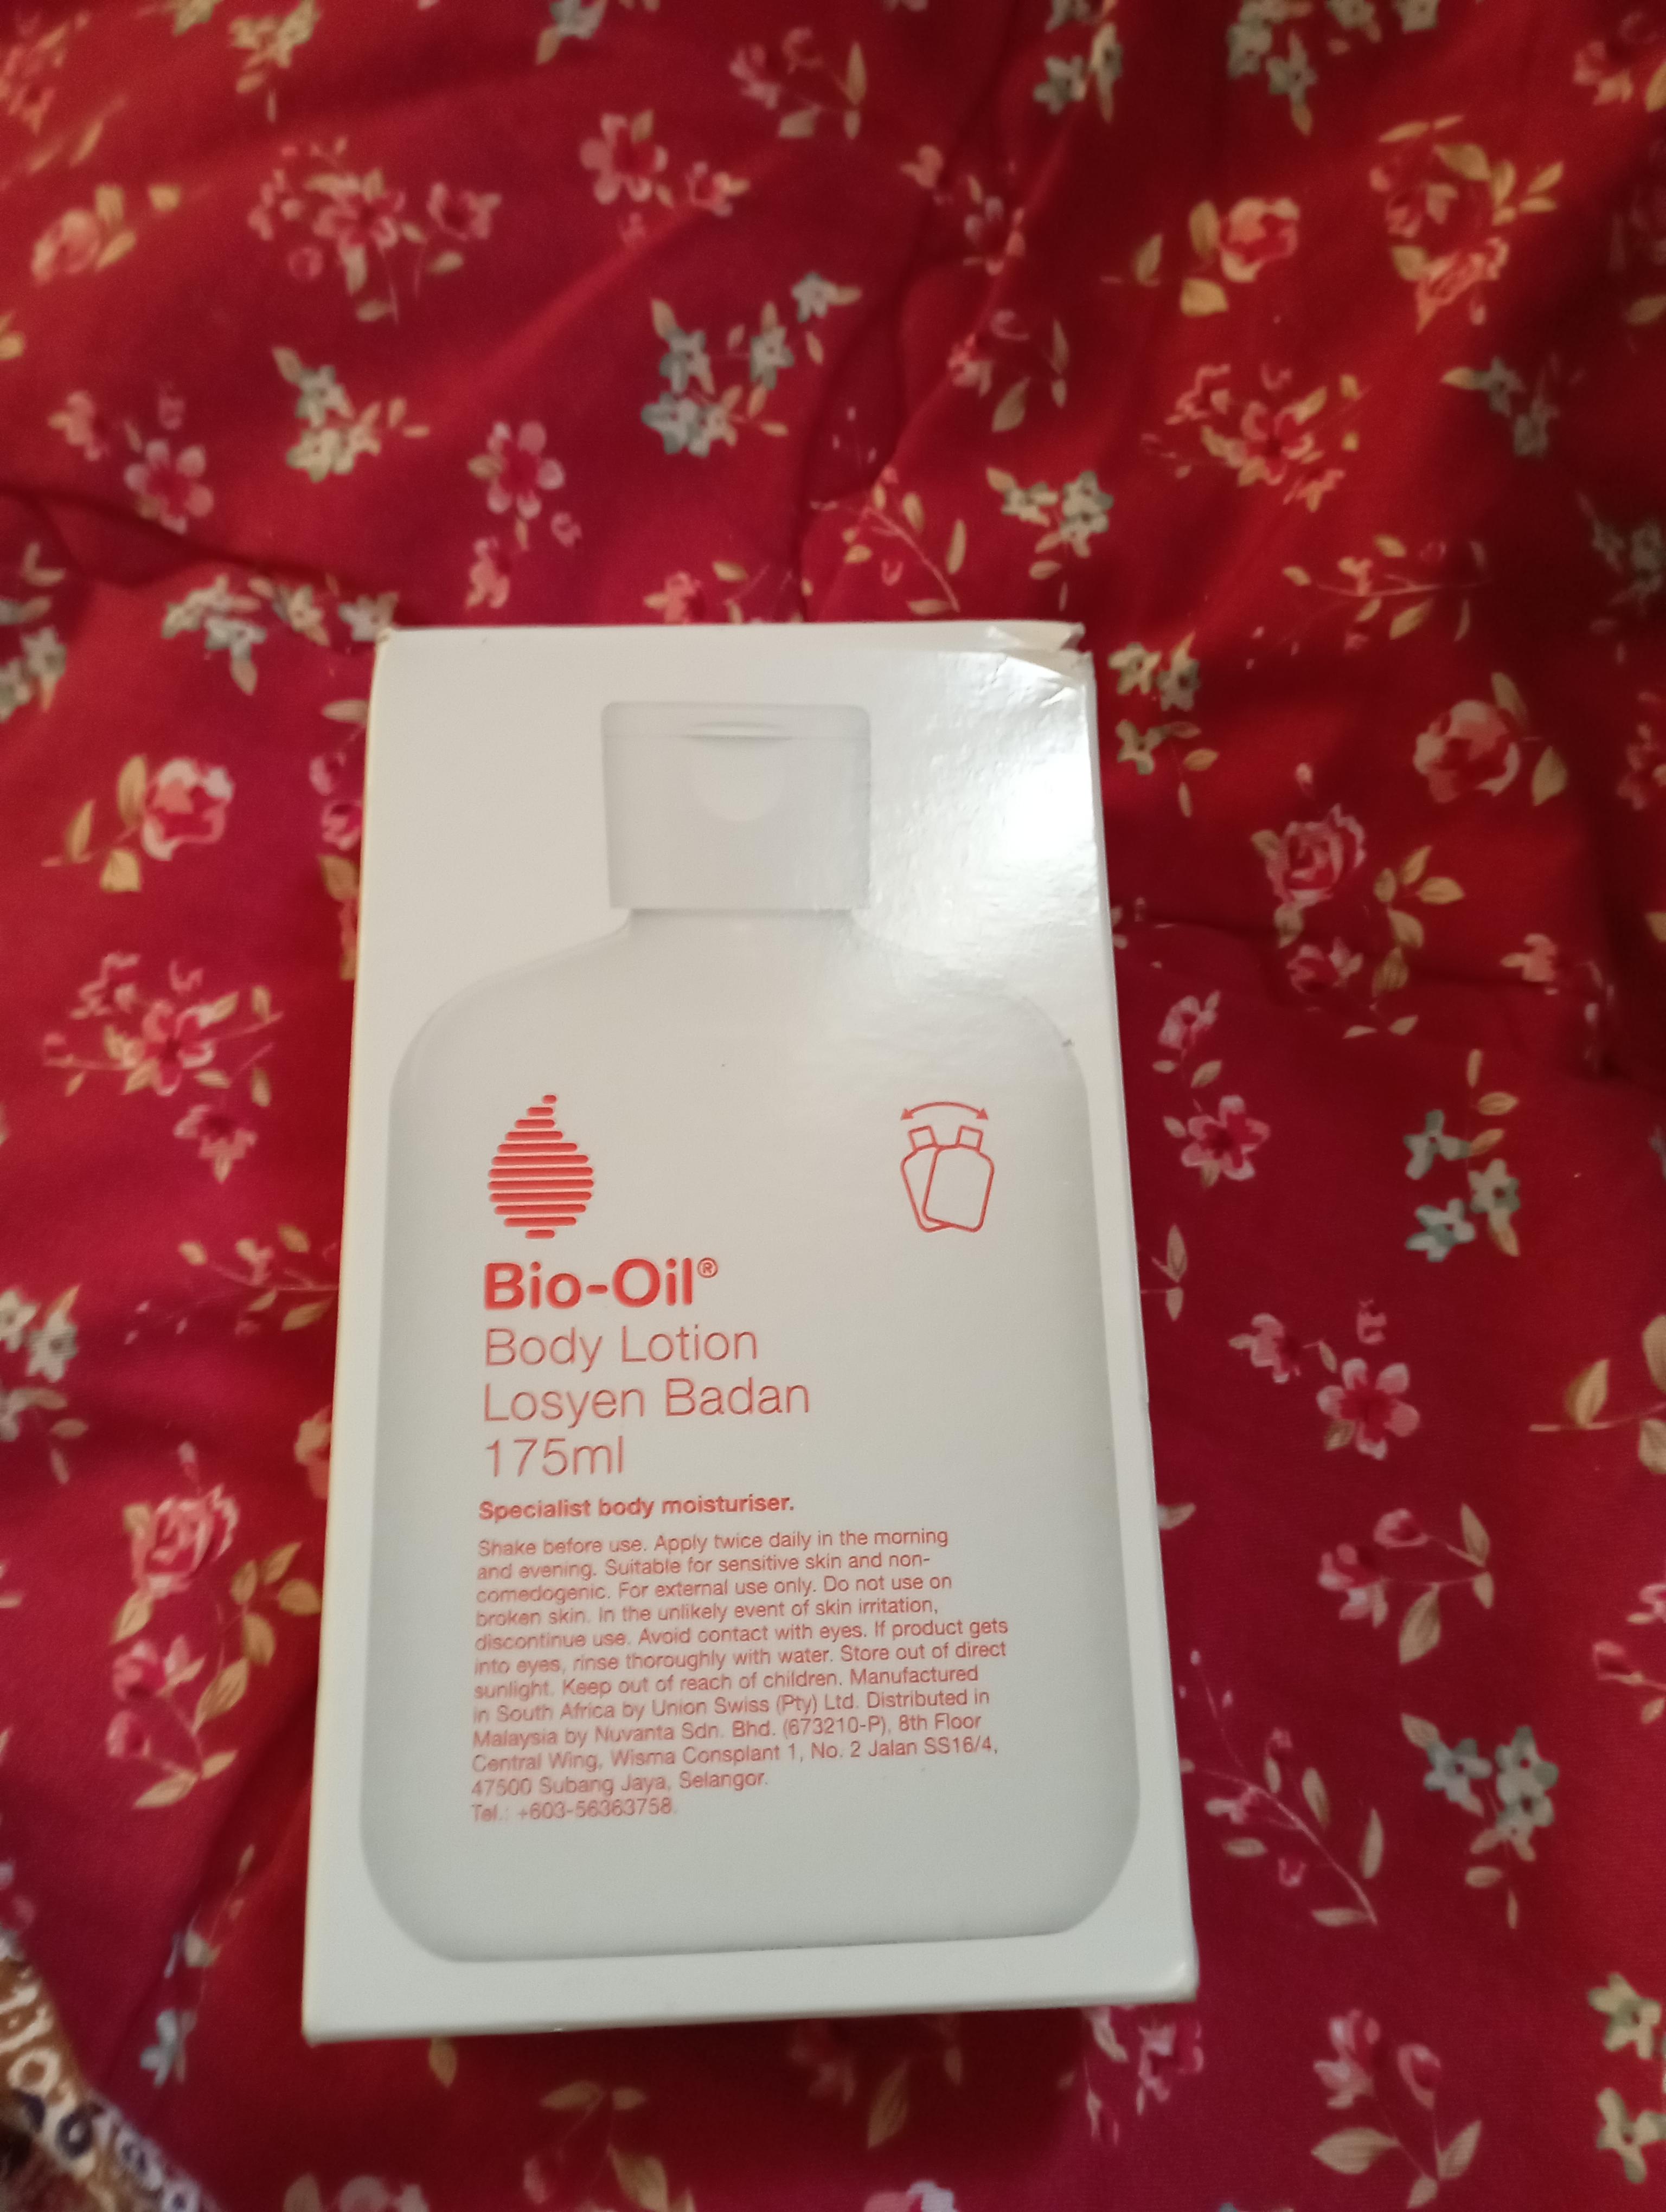 Bio-Oil®
Body Lotion
Losyen Badan
175ml
Specialist body moisturiser.
Shake before use. Apply twice daily in the morning
and evening. Suitable for sensitive skin and non-
comedogenic. For external use only. Do not use on
broken skin. In the unlikely event of skin irritation,
discontinue use. Avoid contact with eyes. If product gets
into eyes, rinse thoroughly with water. Store out of direct
sunlight. Keep out of reach of children. Manufactured
in South Africa by Union Swiss (Pty) Ltd. Distributed in
Malaysia by Nuvanta Sdn. Bhd. (673210-P), 8th Floor
Central Wing, Wisma Consplant 1, No. 2 Jalan SS16/4,
47500 Subang Jaya, Selangor.
Tel.: +603-56363758.